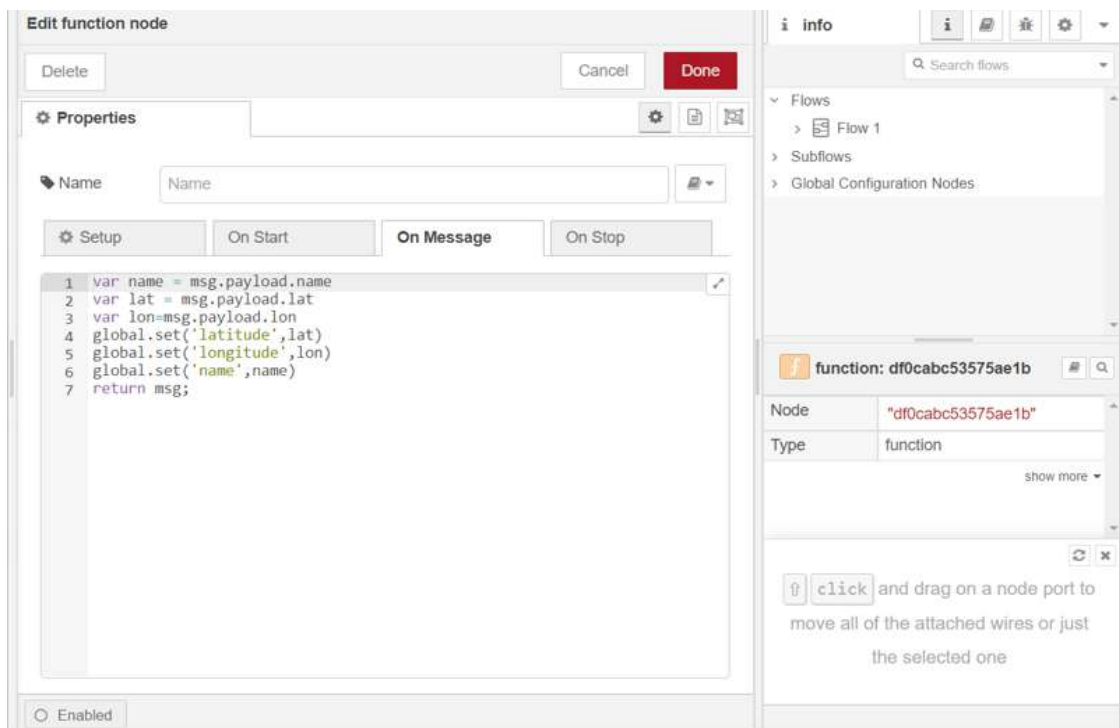 Edit function node
Delete
Cancel
Done
Properties
Name
Name
Setup
On Start
On Message
On Stop
1 var name = msg.payload.name
2 var lat = msg.payload.lat
3 var lon=msg.payload.lon
4 global.set('latitude',lat)
5 global.set('longitude',lon)
6 global.set('name',name)
7 return msg;
Enabled
i info
i
Search flows
Flows
Flow 1
Subflows
Global Configuration Nodes
function: df0cabc53575ae1b
Node "df0cabc53575ae1b"
Type function
show more
⇧ click and drag on a node port to
move all of the attached wires or just
the selected one